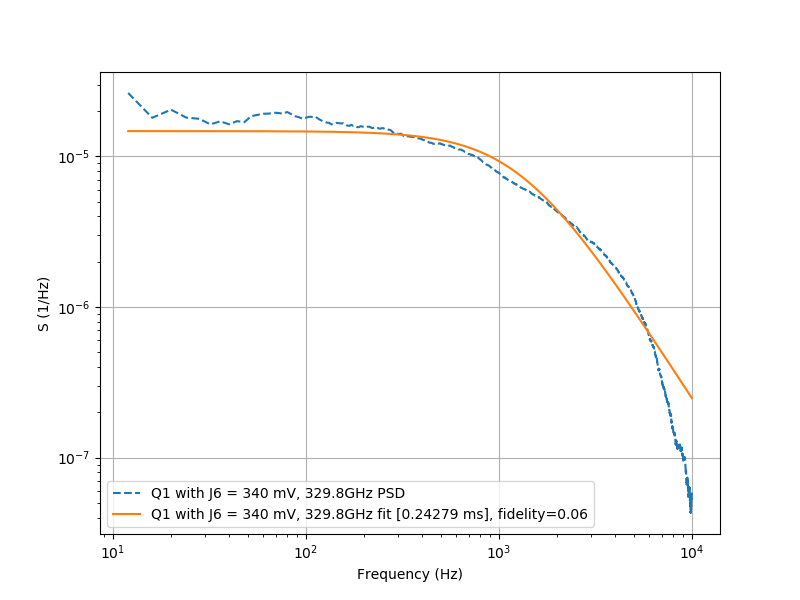 10⁻⁵
10⁻⁶
10⁻⁷
S (1/Hz)
Q1 with J6 = 340 mV, 329.8GHz PSD
Q1 with J6 = 340 mV, 329.8GHz fit [0.24279 ms], fidelity=0.06
10¹ 10² 10³ 10⁴
Frequency (Hz)